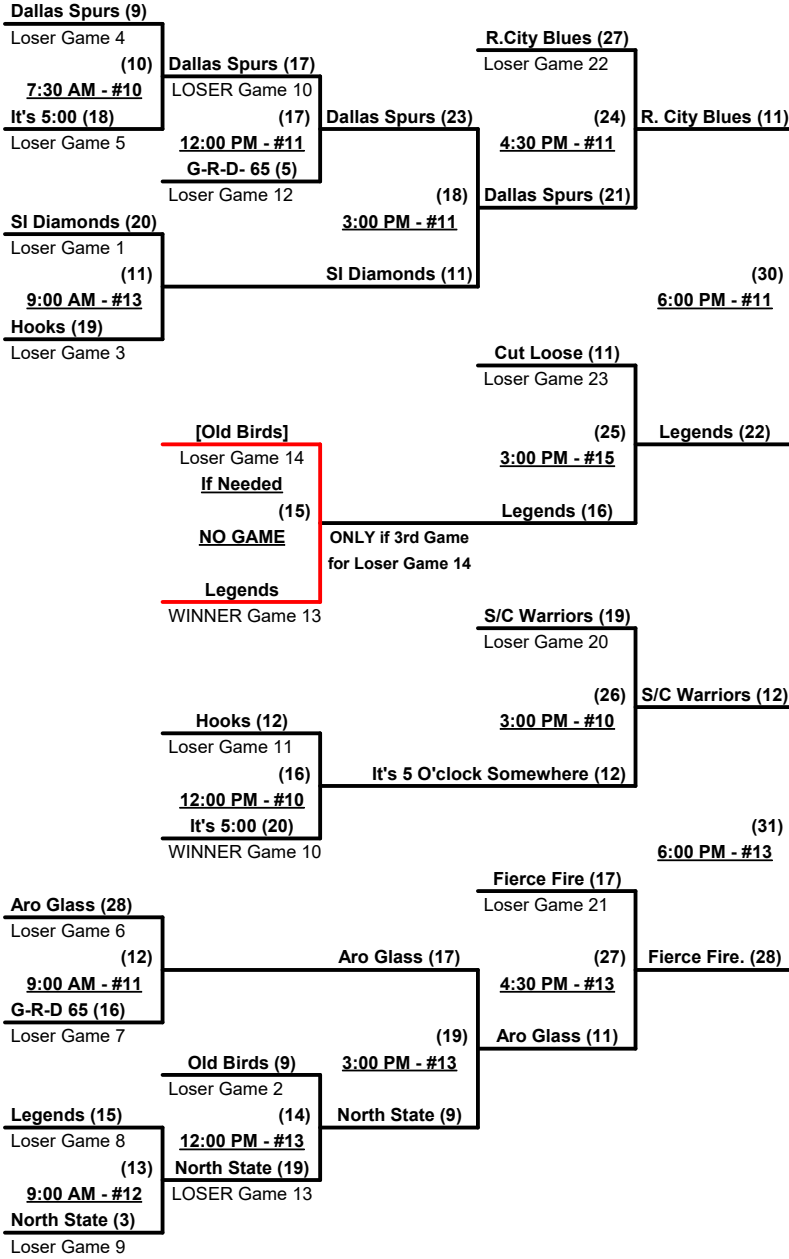 Dallas Spurs (9)
Loser Game 4
R.City Blues (27)
Loser Game 22
(10)
Dallas Spurs (17)
7:30 AM - #10
LOSER Game 10
It's 5:00 (18)
(17)
Dallas Spurs (23)
(24)
R. City Blues (11)
Loser Game 5
12:00 PM - #11
4:30 PM - #11
G-R-D- 65 (5)
Loser Game 12
(18)
Dallas Spurs (21)
SI Diamonds (20)
3:00 PM - #11
Loser Game 1
(11)
SI Diamonds (11)
(30)
9:00 AM - #13
6:00 PM - #11
Hooks (19)
Loser Game 3
Cut Loose (11)
Loser Game 23
[Old Birds]
(25)
Legends (22)
Loser Game 14
3:00 PM - #15
If Needed
(15)
Legends (16)
NO GAME
ONLY if 3rd Game
for Loser Game 14
Legends
WINNER Game 13
S/C Warriors (19)
Loser Game 20
(26)
S/C Warriors (12)
Hooks (12)
3:00 PM - #10
Loser Game 11
(16)
It's 5 O'clock Somewhere (12)
12:00 PM - #10
It's 5:00 (20)
(31)
WINNER Game 10
6:00 PM - #13
Fierce Fire (17)
Aro Glass (28)
Loser Game 21
Loser Game 6
(12)
Aro Glass (17)
(27)
Fierce Fire. (28)
9:00 AM - #11
4:30 PM - #13
G-R-D 65 (16)
Loser Game 7
(19)
Aro Glass (11)
Old Birds (9)
3:00 PM - #13
Loser Game 2
Legends (15)
(14)
North State (9)
Loser Game 8
12:00 PM - #13
(13)
North State (19)
9:00 AM - #12
LOSER Game 13
North State (3)
Loser Game 9